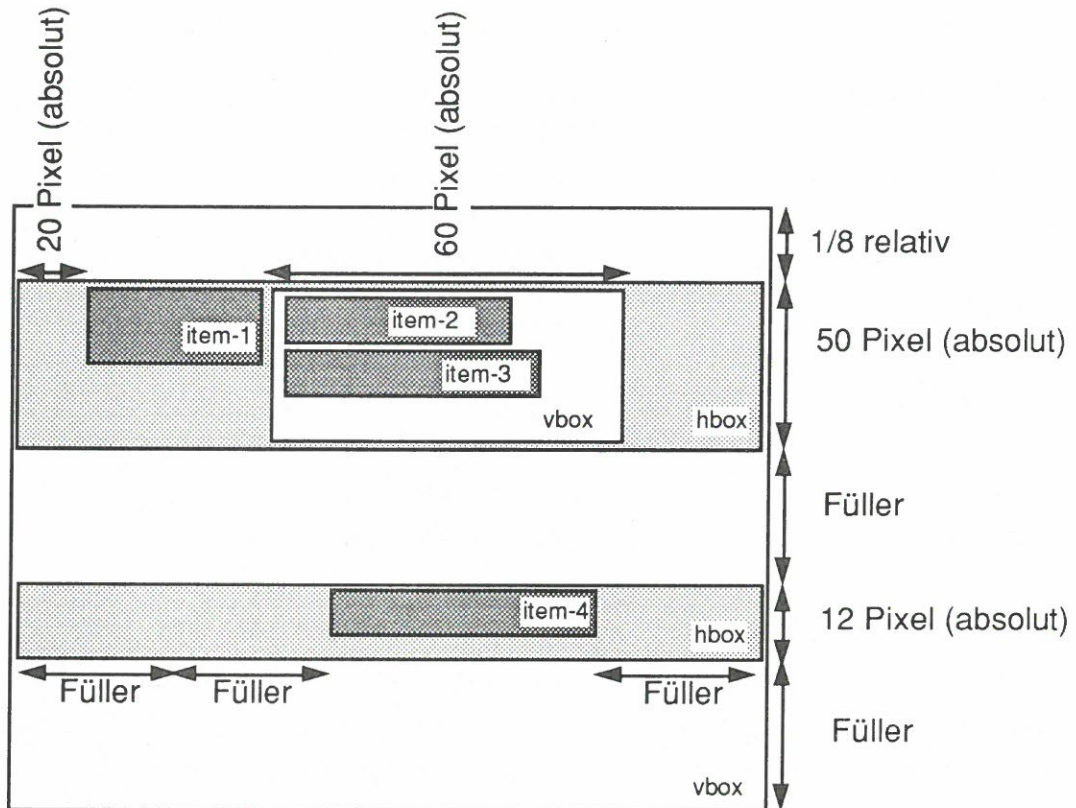 20 Pixel (absolut)
60 Pixel (absolut)
1/8 relativ
item-1
item-2
item-3
vbox
hbox
50 Pixel (absolut)
Füller
item-4
hbox
12 Pixel (absolut)
Füller
Füller
Füller
Füller
vbox